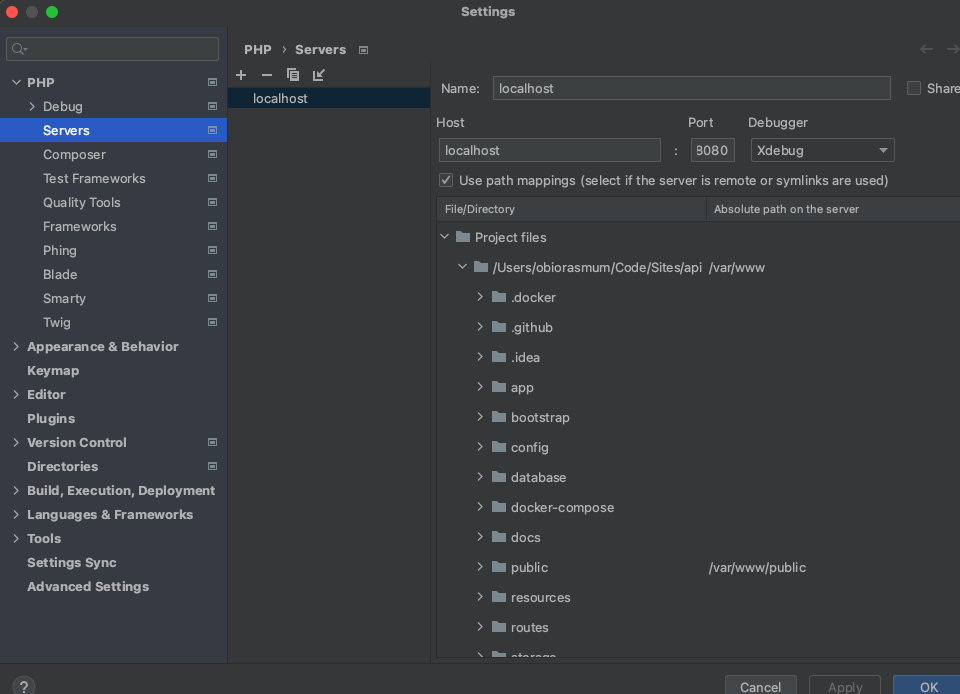 Settings
PHP › Servers
PHP
Debug
Servers
Composer
Test Frameworks
Quality Tools
Frameworks
Phing
Blade
Smarty
Twig
Appearance & Behavior
Keymap
Editor
Plugins
Version Control
Directories
Build, Execution, Deployment
Languages & Frameworks
Tools
Settings Sync
Advanced Settings
?
localhost
Name: localhost Share
Host Port Debugger
localhost : 8080 Xdebug
Use path mappings (select if the server is remote or symlinks are used)
File/Directory Absolute path on the server
Project files
/Users/obiorasmum/Code/Sites/api /var/www
.docker
.github
.idea
app
bootstrap
config
database
docker-compose
docs
public /var/www/public
resources
routes
storage
Cancel Apply OK